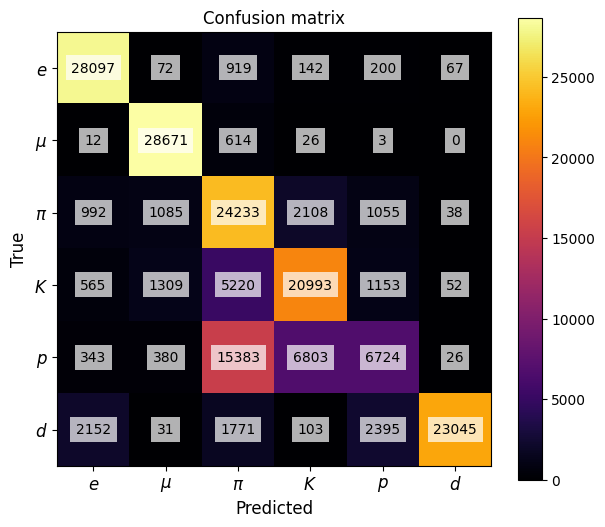 Confusion matrix
True
e 28097 72 919 142 200 67
μ 12 28671 614 26 3 0
π 992 1085 24233 2108 1055 38
K 565 1309 5220 20993 1153 52
p 343 380 15383 6803 6724 26
d 2152 31 1771 103 2395 23045
e μ π K p d
Predicted
25000
20000
15000
10000
5000
0